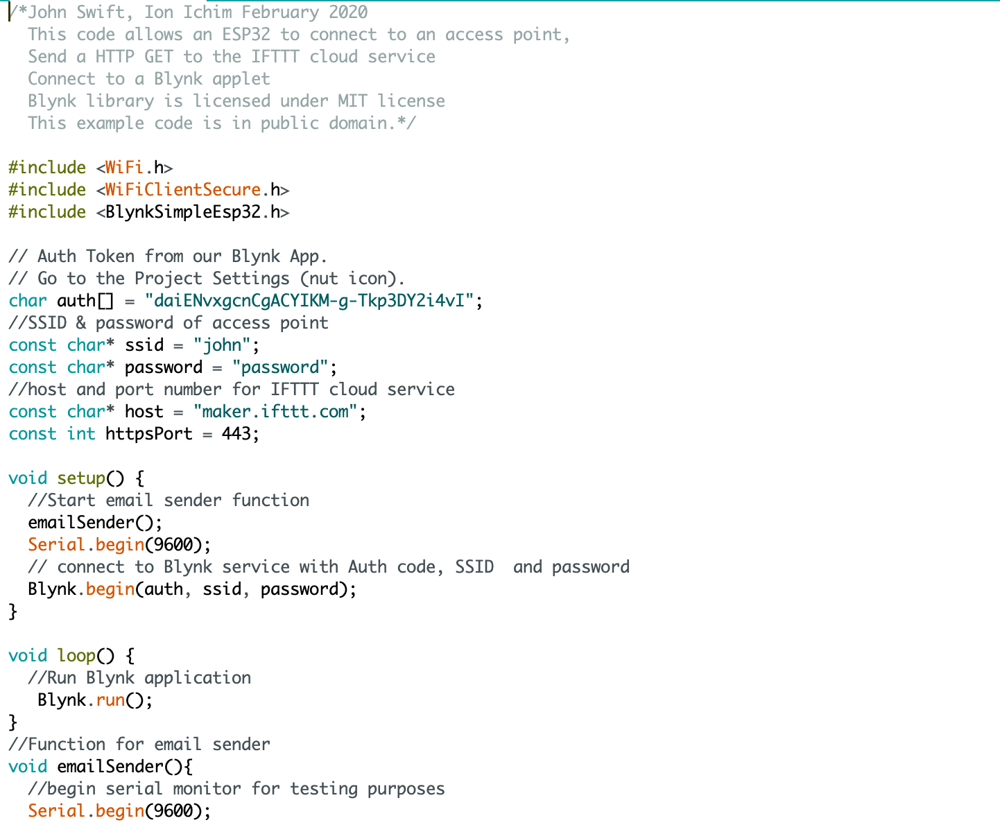 /*John Swift, Ion Ichim February 2020
  This code allows an ESP32 to connect to an access point,
  Send a HTTP GET to the IFTTT cloud service
  Connect to a Blynk applet
  Blynk library is licensed under MIT license
  This example code is in public domain.*/

#include <WiFi.h>
#include <WiFiClientSecure.h>
#include <BlynkSimpleEsp32.h>

// Auth Token from our Blynk App.
// Go to the Project Settings (nut icon).
char auth[] = "daiENvxgcnCgACYIKM-g-Tkp3DY2i4vI";
//SSID & password of access point
const char* ssid = "john";
const char* password = "password";
//host and port number for IFTTT cloud service
const char* host = "maker.ifttt.com";
const int httpsPort = 443;

void setup() {
  //Start email sender function
  emailSender();
  Serial.begin(9600);
  // connect to Blynk service with Auth code, SSID  and password
  Blynk.begin(auth, ssid, password);
}

void loop() {
  //Run Blynk application
   Blynk.run();
}
//Function for email sender
void emailSender(){
  //begin serial monitor for testing purposes
  Serial.begin(9600);